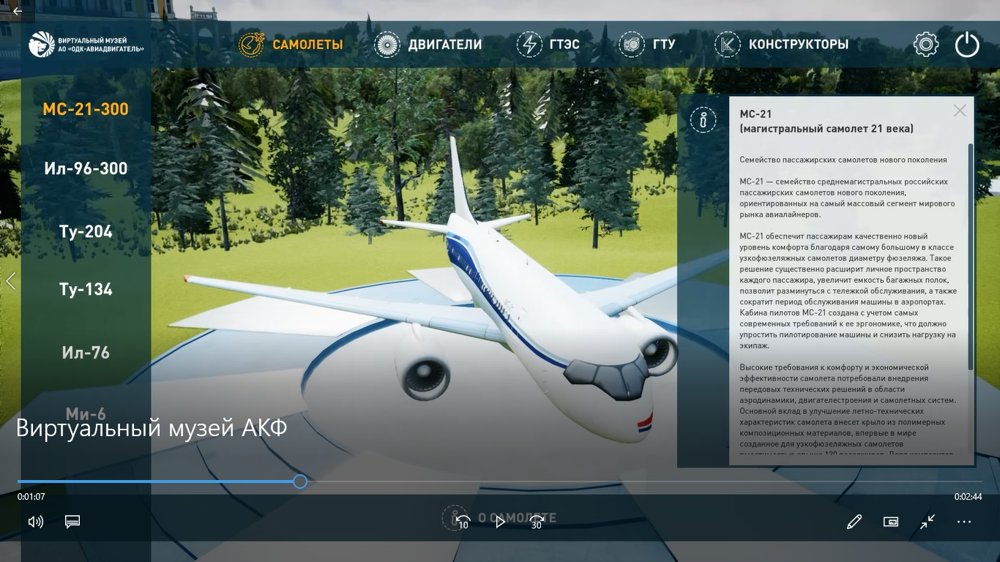 ВИРТУАЛЬНЫЙ МУЗЕЙ
АО «ОДК-АВИАДВИГАТЕЛЬ»
САМОЛЕТЫ
ДВИГАТЕЛИ
ГТЭС
ГТУ
КОНСТРУКТОРЫ
МС-21-300
Ил-96-300
Ту-204
Ту-134
Ил-76
Ми-6
МС-21
(магистральный самолет 21 века)
Семейство пассажирских самолетов нового поколения
МС-21 — семейство среднемагистральных российских
пассажирских самолетов нового поколения,
ориентированных на самый массовый сегмент мирового
рынка авиалайнеров.
МС-21 обеспечит пассажирам качественно новый
уровень комфорта благодаря самому большому в классе
узкофюзеляжных самолетов диаметру фюзеляжа. Такое
решение существенно расширит личное пространство
каждого пассажира, увеличит емкость багажных полок,
позволит разминуться с тележкой обслуживания, а также
сократит период обслуживания машины в аэропортах.
Кабина пилотов МС-21 создана с учетом самых
современных требований к ее эргономике, что должно
упростить пилотирование машины и снизить нагрузку на
экипаж.
Высокие требования к комфорту и экономической
эффективности самолета потребовали внедрения
передовых технических решений в области
аэродинамики, двигателестроения и самолетных систем.
Основной вклад в улучшение летно-технических
характеристик самолета внесет крыло из полимерных
композиционных материалов, впервые в мире
созданное для узкофюзеляжных самолетов
Виртуальный музей АКФ
0:01:07
0:02:44
О САМОЛЕТЕ
10
30